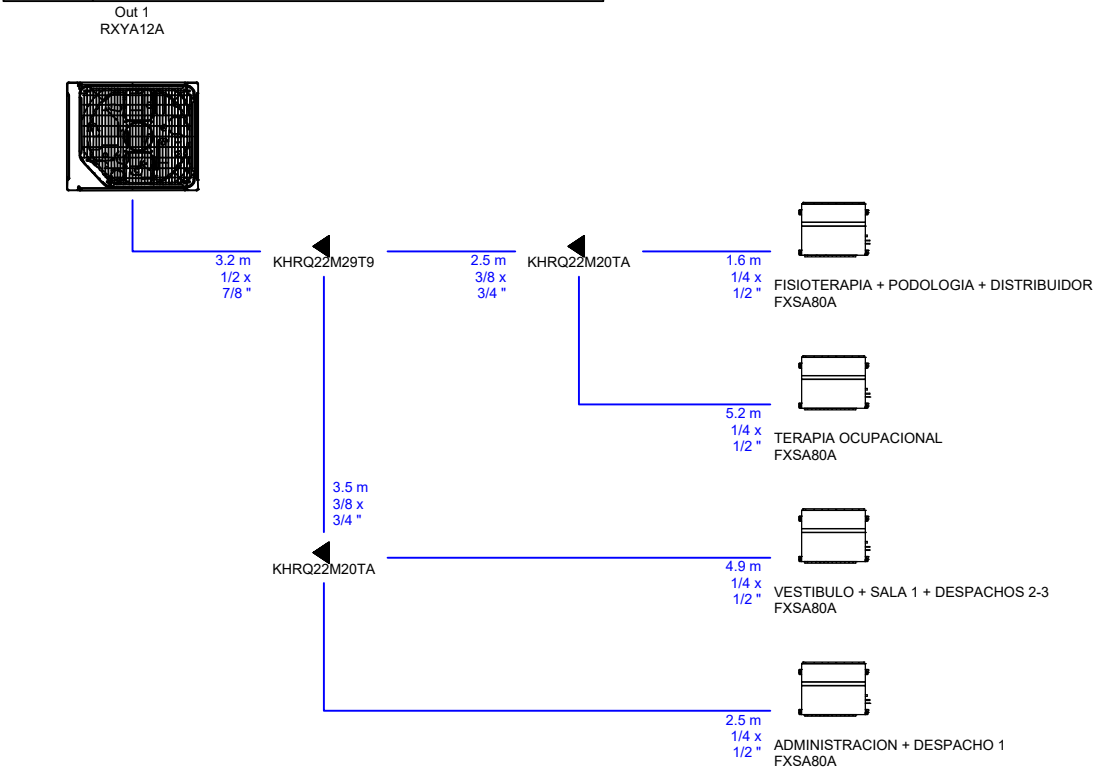 Out 1
RXYA12A
3.2 m
1/2 x
7/8 "
KHRQ22M29T9
2.5 m
3/8 x
3/4 "
KHRQ22M20TA
1.6 m
1/4 x
1/2 "
FISIOTERAPIA + PODOLOGIA + DISTRIBUIDOR
FXSA80A
5.2 m
1/4 x
1/2 "
TERAPIA OCUPACIONAL
FXSA80A
3.5 m
3/8 x
3/4 "
KHRQ22M20TA
4.9 m
1/4 x
1/2 "
VESTIBULO + SALA 1 + DESPACHOS 2-3
FXSA80A
2.5 m
1/4 x
1/2 "
ADMINISTRACION + DESPACHO 1
FXSA80A